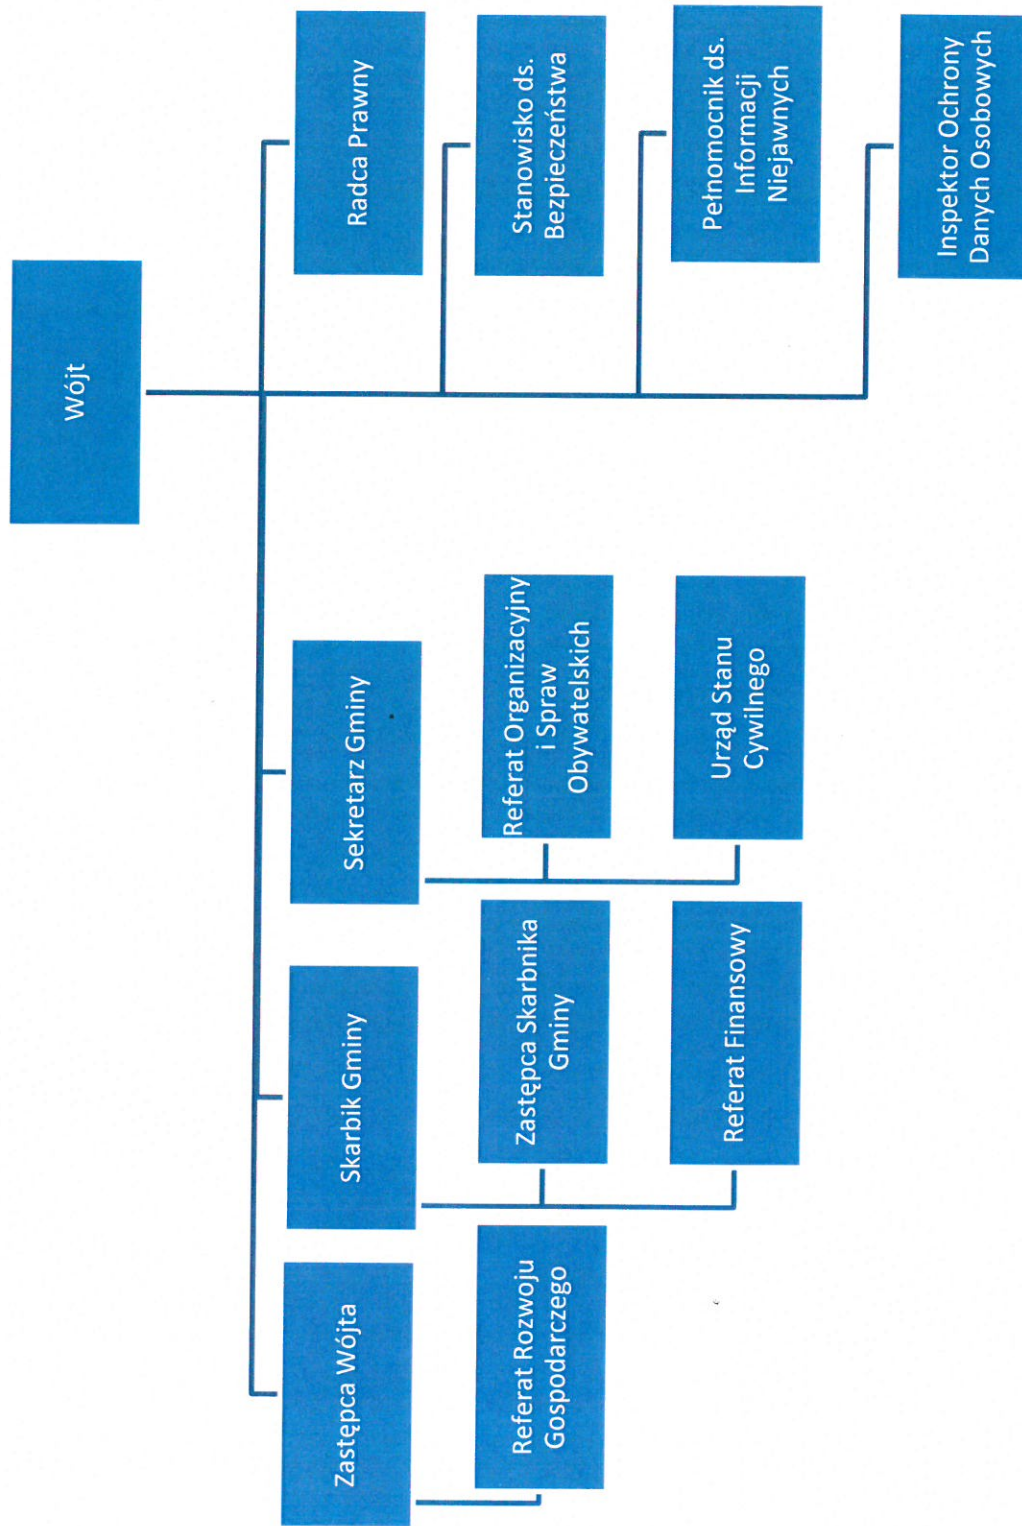 Wójt
Zastępca Wójta
Skarbik Gminy
Sekretarz Gminy
Radca Prawny
Referat Rozwoju
Gospodarczego
Zastępca Skarbnika
Gminy
Referat Organizacyjny
i Spraw
Obywatelskich
Stanowisko ds.
Bezpieczeństwa
Referat Finansowy
Urząd Stanu
Cywilnego
Pełnomocnik ds.
Informacji
Niejawnych
Inspektor Ochrony
Danych Osobowych